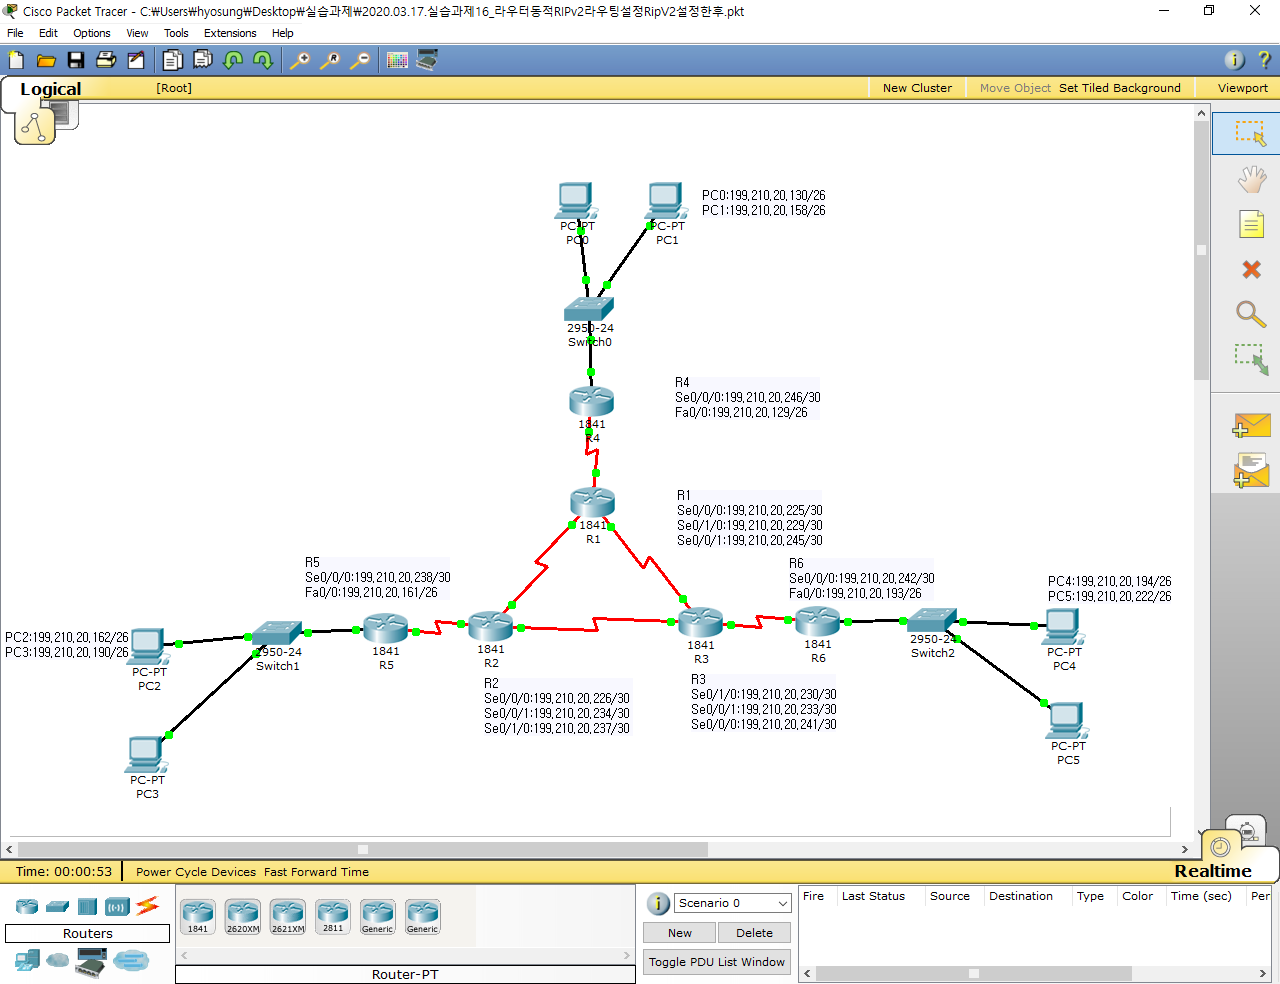 Cisco Packet Tracer - C:₩Users₩hyosung₩Desktop₩실습과제₩2020.03.17.실습과제16_라우터동적RIPv2라우팅설정RipV2설정한후.pkt
File Edit Options View Tools Extensions Help
Logical [Root] New Cluster Move Object Set Tiled Background Viewport
PC-PT
PC0
PC-PT
PC1
PC0:199,210,20,130/26
PC1:199,210,20,158/26
2950-24
Switch0
1841
R4
R4
Se0/0/0:199,210,20,246/30
Fa0/0:199,210,20,129/26
1841
R1
R1
Se0/0/0:199,210,20,225/30
Se0/1/0:199,210,20,229/30
Se0/0/1:199,210,20,245/30
R5
Se0/0/0:199,210,20,238/30
Fa0/0:199,210,20,161/26
R6
Se0/0/0:199,210,20,242/30
Fa0/0:199,210,20,193/26
PC4:199,210,20,194/26
PC5:199,210,20,222/26
PC2:199,210,20,162/26
PC3:199,210,20,190/26
PC-PT
PC2
2950-24
Switch1
1841
R5
1841
R2
1841
R3
1841
R6
2950-24
Switch2
PC-PT
PC4
R2
Se0/0/0:199,210,20,226/30
Se0/0/1:199,210,20,234/30
Se0/1/0:199,210,20,237/30
R3
Se0/1/0:199,210,20,230/30
Se0/0/1:199,210,20,233/30
Se0/0/0:199,210,20,241/30
PC-PT
PC5
PC-PT
PC3
Time: 00:00:53 Power Cycle Devices Fast Forward Time Realtime
Routers
1841 2620XM 2621XM 2811 Generic Generic
Router-PT
Scenario 0
New Delete
Toggle PDU List Window
Fire Last Status Source Destination Type Color Time (sec) Per